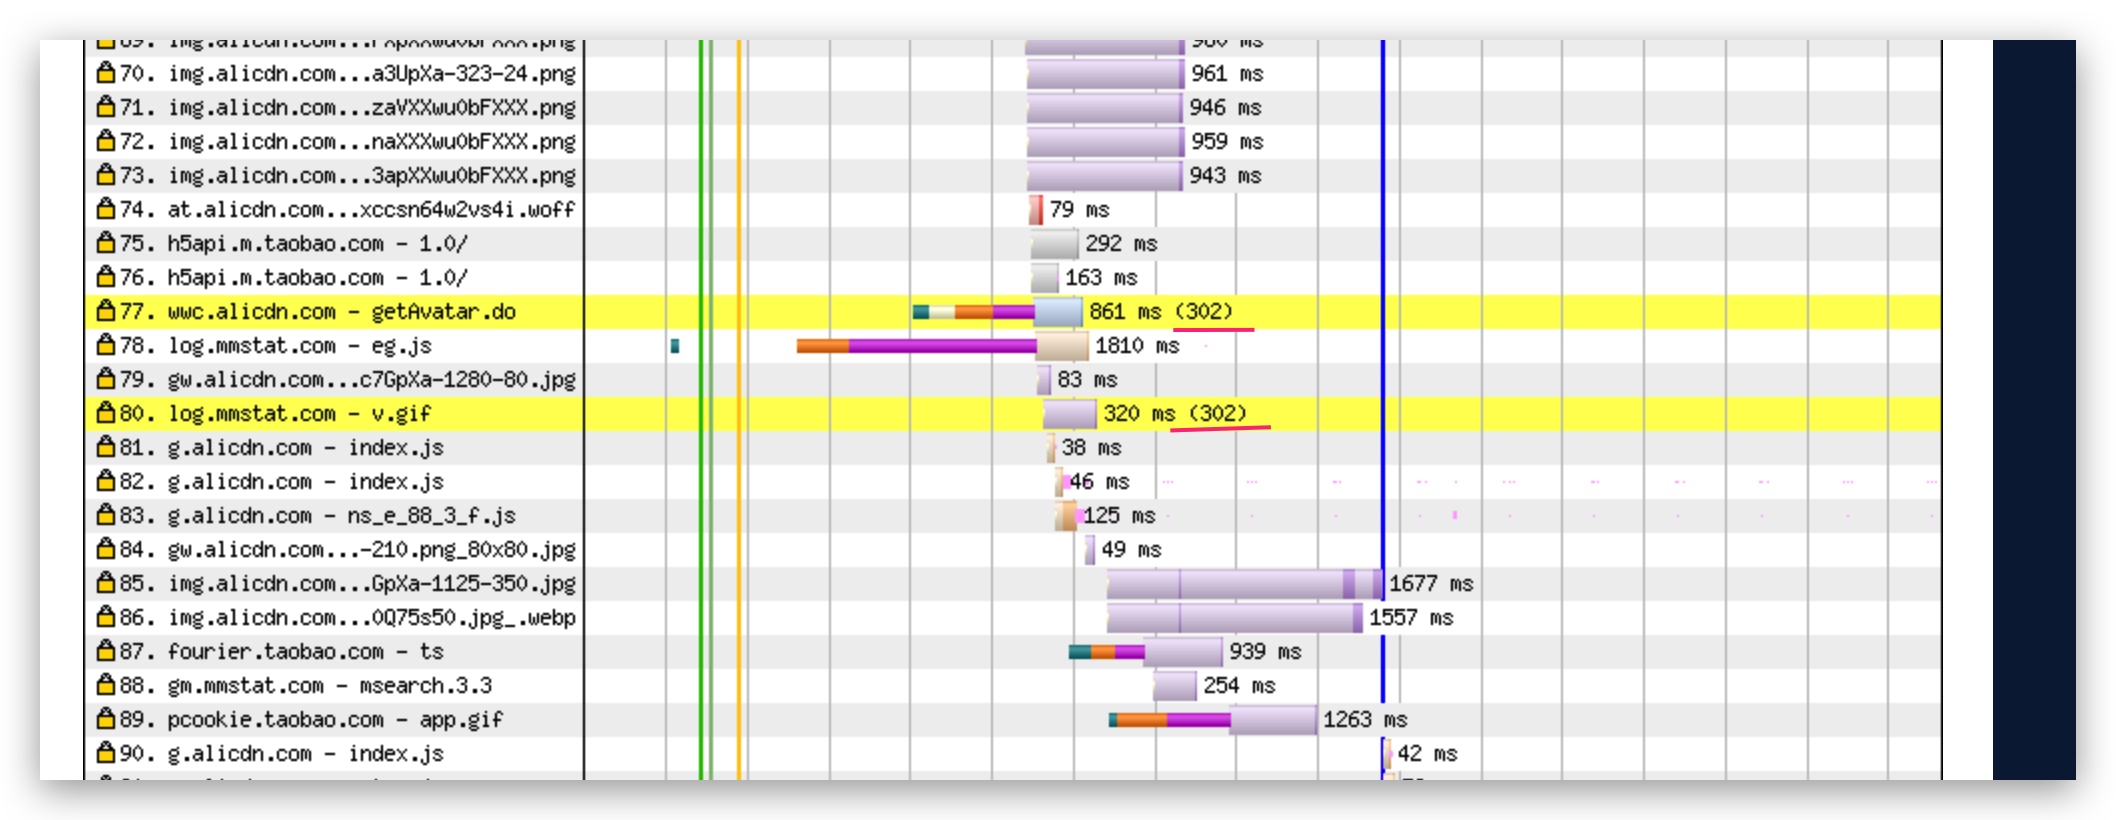 70. img.alicdn.com...a3UpXa-323-24.png 961 ms
71. img.alicdn.com...zaVXXwu0bFXXX.png 946 ms
72. img.alicdn.com...naXXXwu0bFXXX.png 959 ms
73. img.alicdn.com...3apXXwu0bFXXX.png 943 ms
74. at.alicdn.com...xccsn64w2vs4i.woff 79 ms
75. h5api.m.taobao.com - 1.0/ 292 ms
76. h5api.m.taobao.com - 1.0/ 163 ms
77. wwc.alicdn.com - getAvatar.do 861 ms (302)
78. log.mmstat.com - eg.js 1810 ms
79. gw.alicdn.com...c7GpXa-1280-80.jpg 83 ms
80. log.mmstat.com - v.gif 320 ms (302)
81. g.alicdn.com - index.js 38 ms
82. g.alicdn.com - index.js 46 ms
83. g.alicdn.com - ns_e_88_3_f.js 125 ms
84. gw.alicdn.com...-210.png_80x80.jpg 49 ms
85. img.alicdn.com...GpXa-1125-350.jpg 1677 ms
86. img.alicdn.com...0Q75s50.jpg_.webp 1557 ms
87. fourier.taobao.com - ts 939 ms
88. gm.mmstat.com - msearch.3.3 254 ms
89. pcookie.taobao.com - app.gif 1263 ms
90. g.alicdn.com - index.js 42 ms